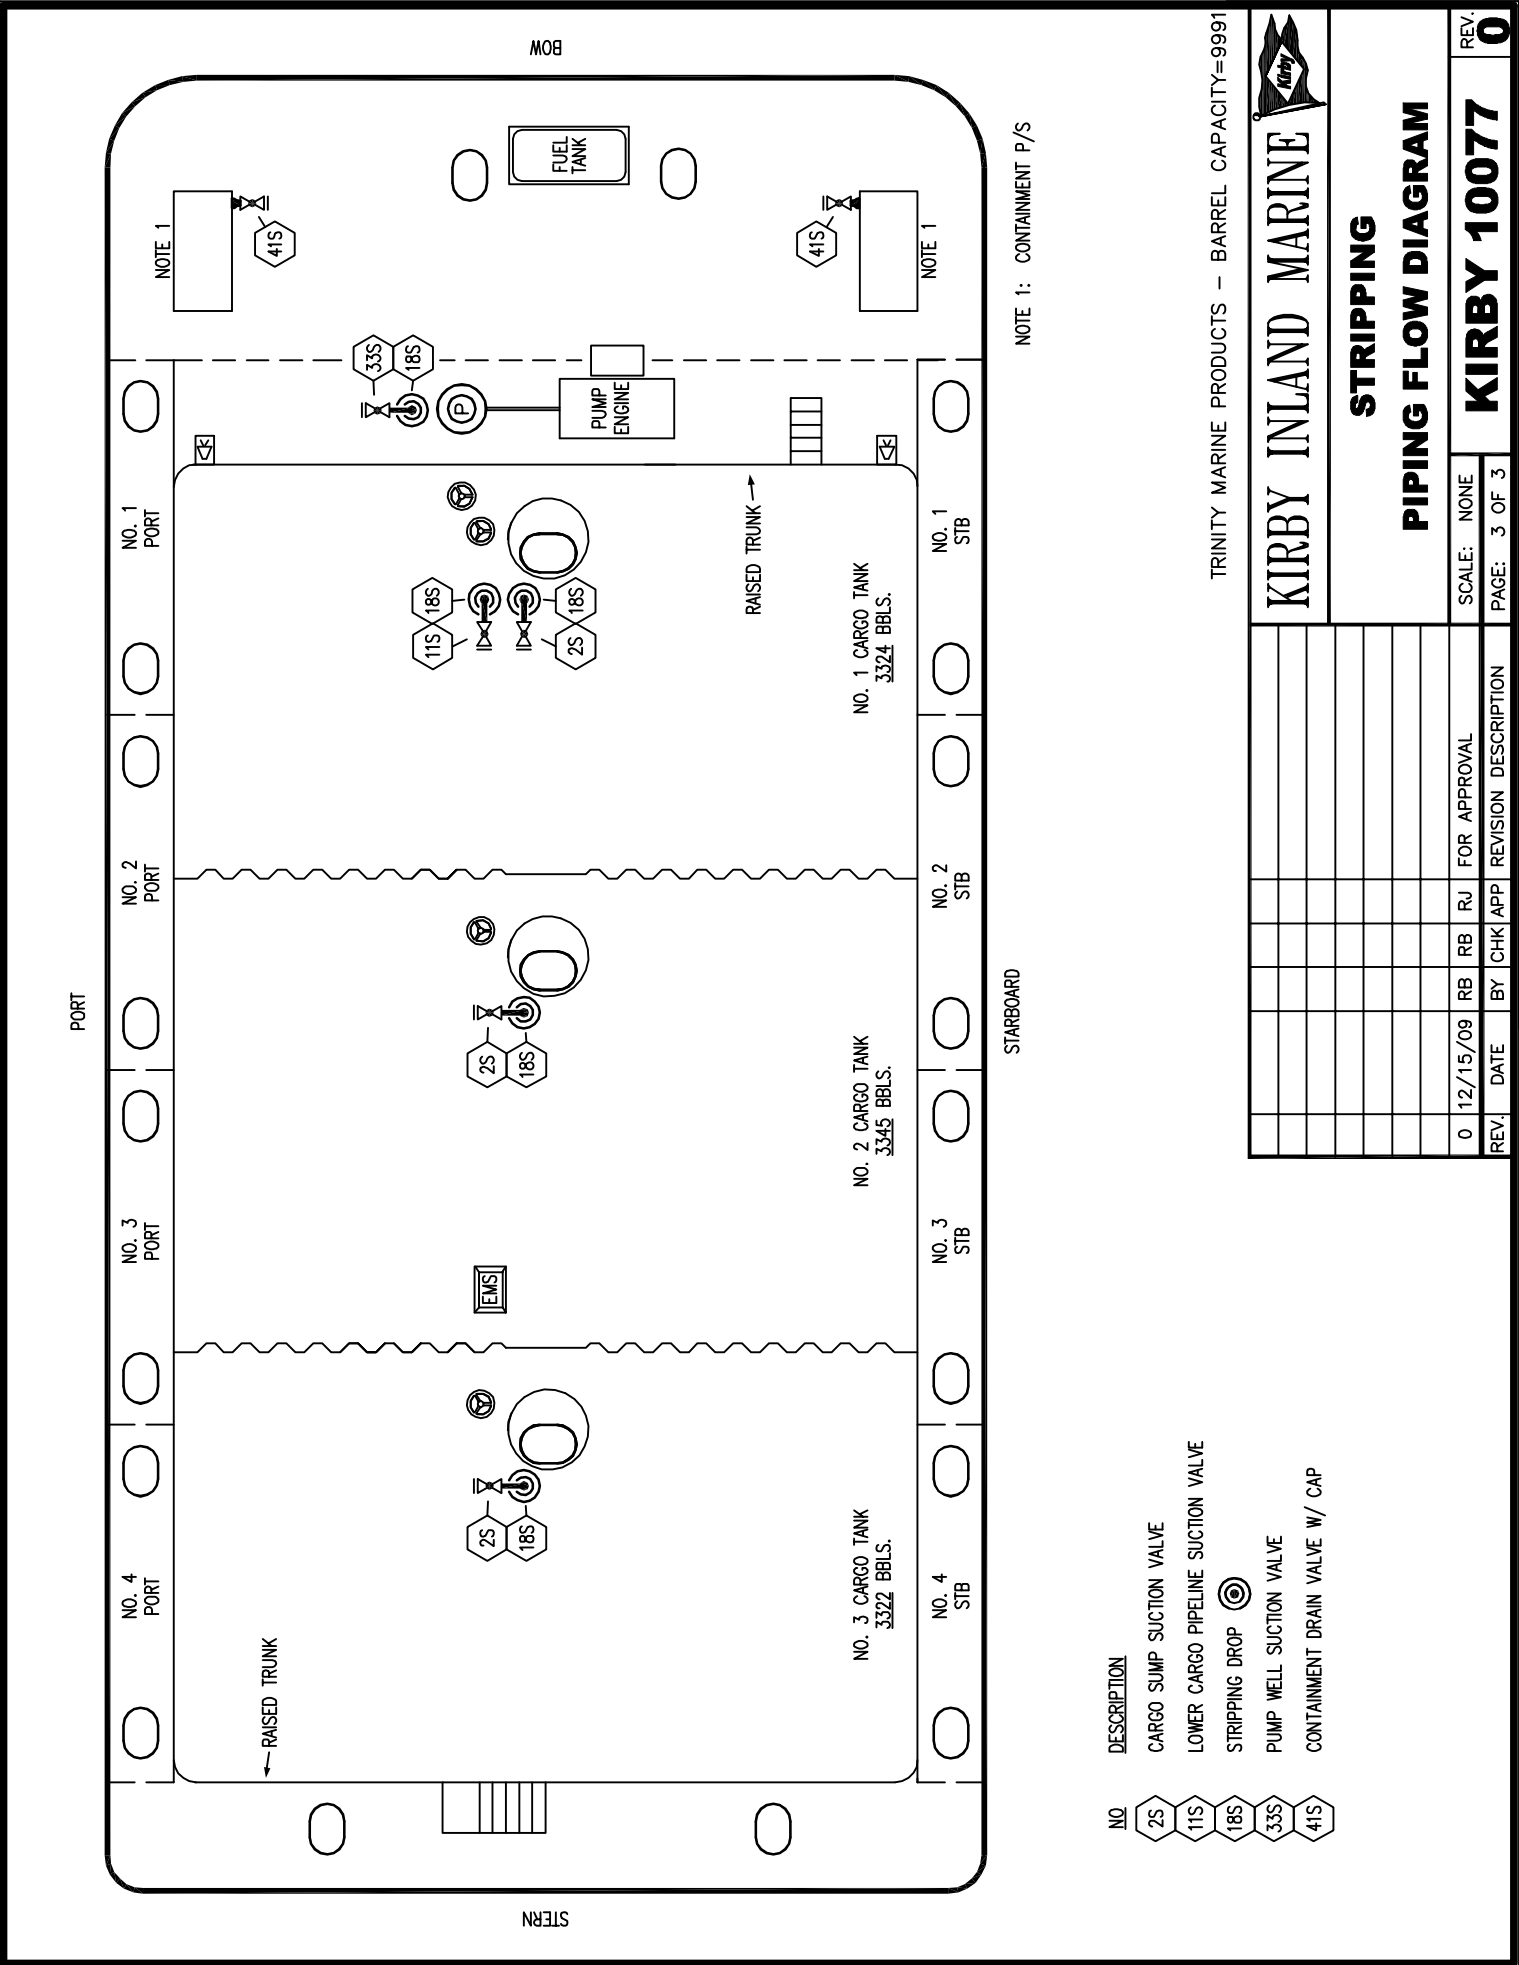 PORT
BOW
STERN
STARBOARD
NO. 4
PORT
NO. 3
PORT
NO. 2
PORT
NO. 1
PORT
NOTE 1
41S
RAISED TRUNK
2S
18S
EMS
2S
18S
11S
18S
2S
18S
33S
18S
P
PUMP
ENGINE
FUEL
TANK
RAISED TRUNK
NO. 3 CARGO TANK
3322 BBLS.
NO. 2 CARGO TANK
3345 BBLS.
NO. 1 CARGO TANK
3324 BBLS.
41S
NOTE 1
NO. 4
STB
NO. 3
STB
NO. 2
STB
NO. 1
STB
NOTE 1: CONTAINMENT P/S
NO DESCRIPTION
2S CARGO SUMP SUCTION VALVE
11S LOWER CARGO PIPELINE SUCTION VALVE
18S STRIPPING DROP
33S PUMP WELL SUCTION VALVE
41S CONTAINMENT DRAIN VALVE W/ CAP
TRINITY MARINE PRODUCTS – BARREL CAPACITY=9991
KIRBY INLAND MARINE
Kirby
STRIPPING
PIPING FLOW DIAGRAM
0 12/15/09 RB RB RJ FOR APPROVAL
REV. DATE BY CHK APP REVISION DESCRIPTION
SCALE: NONE
PAGE: 3 OF 3
KIRBY 10077
REV.
0